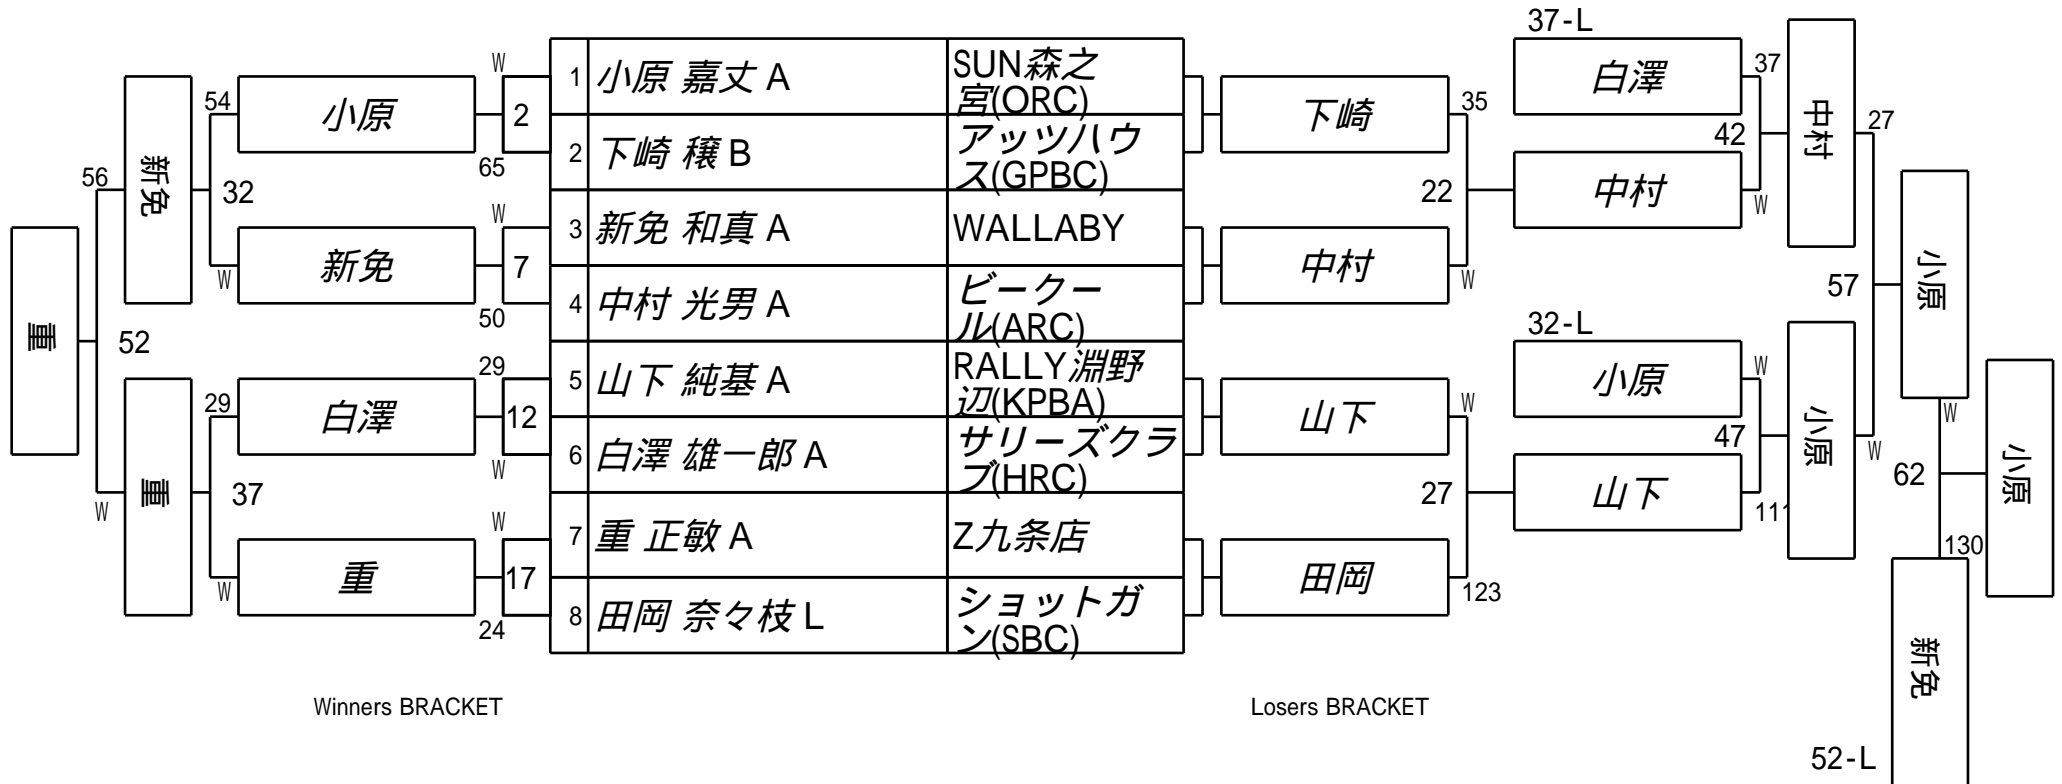 37-L
W
1 小原 嘉丈 A SUN森之
宮(ORC)
白澤 37
54 小原 2
下崎 35
中村
27
2 下崎 穣 B アッツハウ
ス(GPBC)
42
65
56 新免 32
22 中村 W
小原
W
3 新免 和真 A WALLABY
新免 7
W
中村 W
57
4 中村 光男 A ビークー
ル(ARC)
50
32-L
重 52
29
5 山下 純基 A RALLY淵野
辺(KPBA)
小原 W
29 白澤 12
山下 W
小原
W
W
6 白澤 雄一郎 A サリーズクラ
ブ(HRC)
W
47
62 小原
重 37
W
27 山下 111
W
7 重 正敏 A Z九条店
130
重 17
W
田岡 123
24
8 田岡 奈々枝 L ショットガ
ン(SBC)
新免
Winners BRACKET
Losers BRACKET
52-L